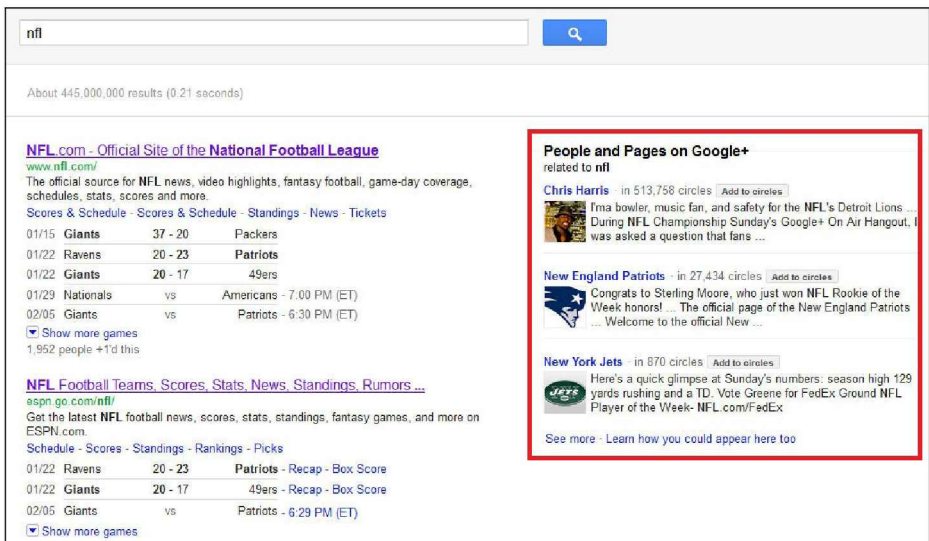 nfl
About 445,000,000 results (0.21 seconds)
NFL.com - Official Site of the National Football League
www.nfl.com/
The official source for NFL news, video highlights, fantasy football, game-day coverage,
schedules, stats, scores and more.
Scores & Schedule - Scores & Schedule - Standings - News - Tickets
01/15 Giants 37 - 20 Packers
01/22 Ravens 20 - 23 Patriots
01/22 Giants 20 - 17 49ers
01/29 Nationals vs Americans - 7:00 PM (ET)
02/05 Giants vs Patriots - 6:30 PM (ET)
Show more games
1,952 people +1'd this
NFL Football Teams, Scores, Stats, News, Standings, Rumors ...
espn.go.com/nfl/
Get the latest NFL football news, scores, stats, standings, fantasy games, and more on
ESPN.com.
Schedule - Scores - Standings - Rankings - Picks
01/22 Ravens 20 - 23 Patriots - Recap - Box Score
01/22 Giants 20 - 17 49ers - Recap - Box Score
02/05 Giants vs Patriots - 6:29 PM (ET)
Show more games
People and Pages on Google+
related to nfl
Chris Harris - in 513,758 circles Add to circles
I'ma bowler, music fan, and safety for the NFL's Detroit Lions ...
During NFL Championship Sunday's Google+ On Air Hangout, I
was asked a question that fans ...
New England Patriots - in 27,434 circles Add to circles
Congrats to Sterling Moore, who just won NFL Rookie of the
Week honors! ... The official page of the New England Patriots
... Welcome to the official New ...
New York Jets - in 870 circles Add to circles
JETS
Here's a quick glimpse at Sunday's numbers: season high 129
yards rushing and a TD. Vote Greene for FedEx Ground NFL
Player of the Week- NFL.com/FedEx
See more - Learn how you could appear here too